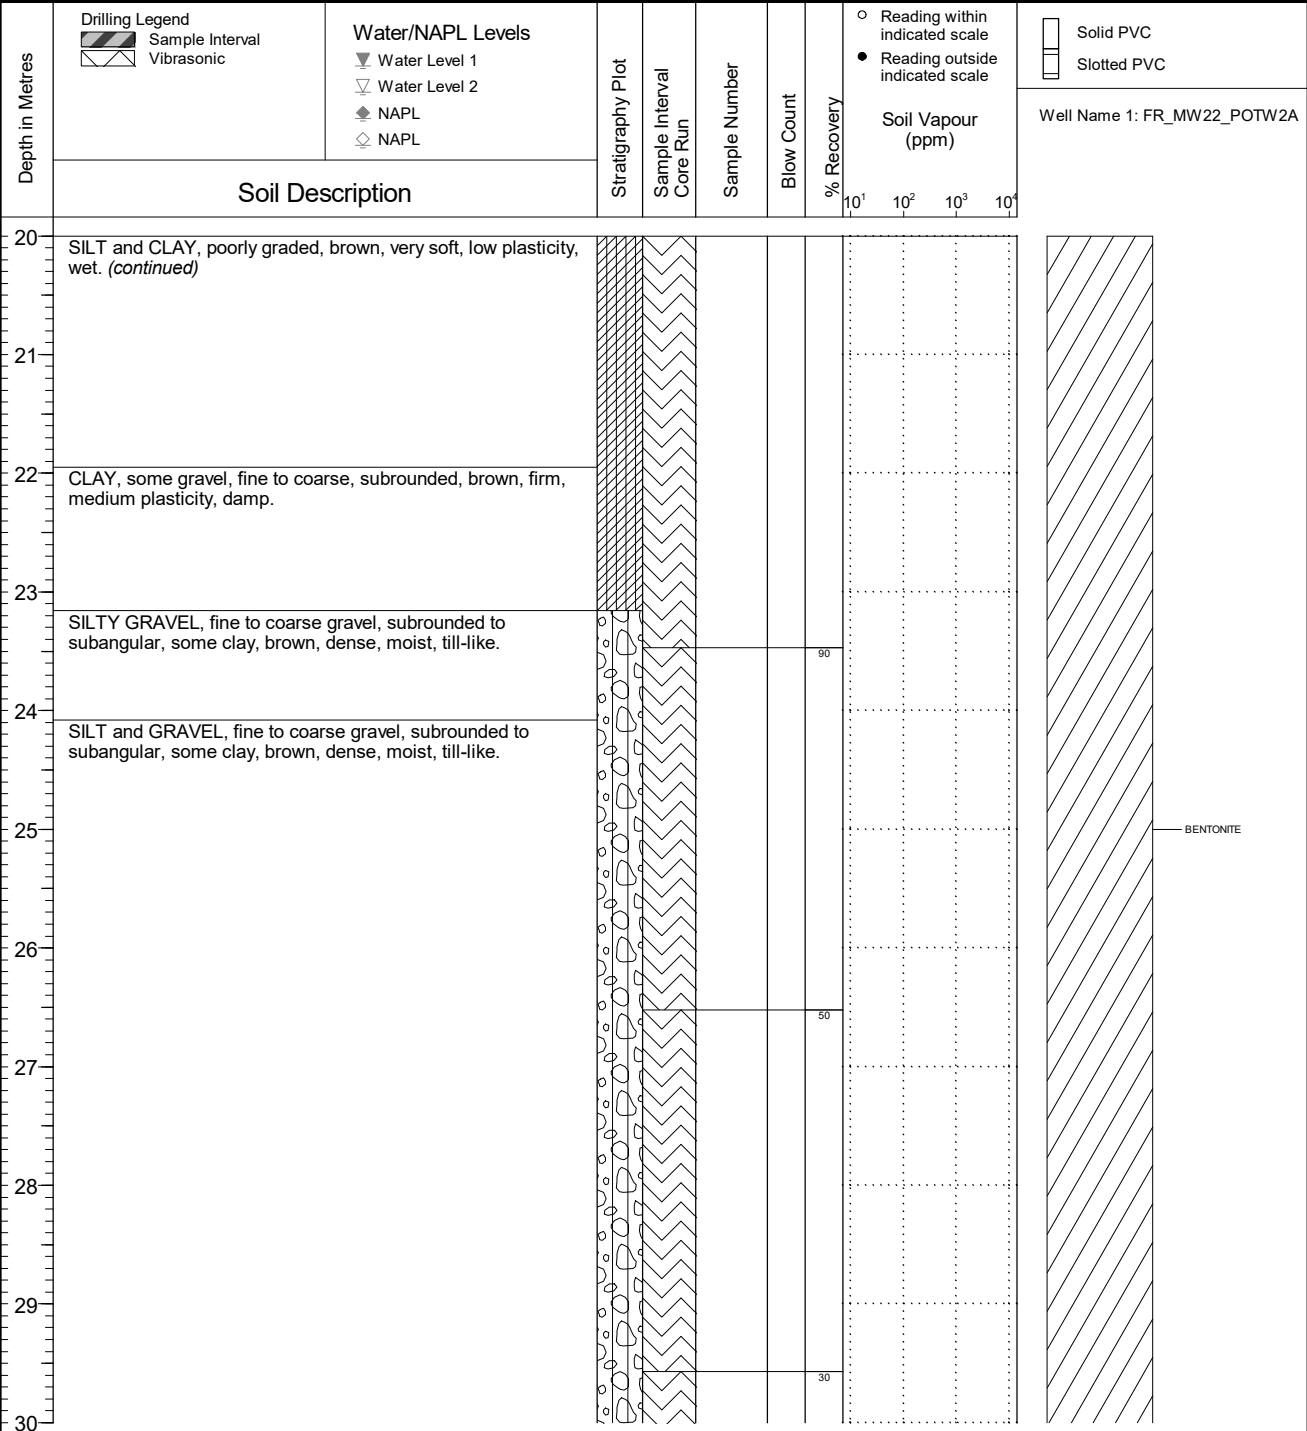 Drilling Legend
Sample Interval
Vibrasonic
Water/NAPL Levels
Water Level 1
Water Level 2
NAPL
NAPL
Depth in Metres
Soil Description
Stratigraphy Plot
Sample Interval
Core Run
Sample Number
Blow Count
% Recovery
Reading within
indicated scale
Reading outside
indicated scale
Soil Vapour
(ppm)
10¹ 10² 10³ 10⁴
Solid PVC
Slotted PVC
Well Name 1: FR_MW22_POTW2A
20
SILT and CLAY, poorly graded, brown, very soft, low plasticity,
wet. (continued)
21
22
CLAY, some gravel, fine to coarse, subrounded, brown, firm,
medium plasticity, damp.
23
SILTY GRAVEL, fine to coarse gravel, subrounded to
subangular, some clay, brown, dense, moist, till-like.
90
24
SILT and GRAVEL, fine to coarse gravel, subrounded to
subangular, some clay, brown, dense, moist, till-like.
25
BENTONITE
26
50
27
28
29
30
30